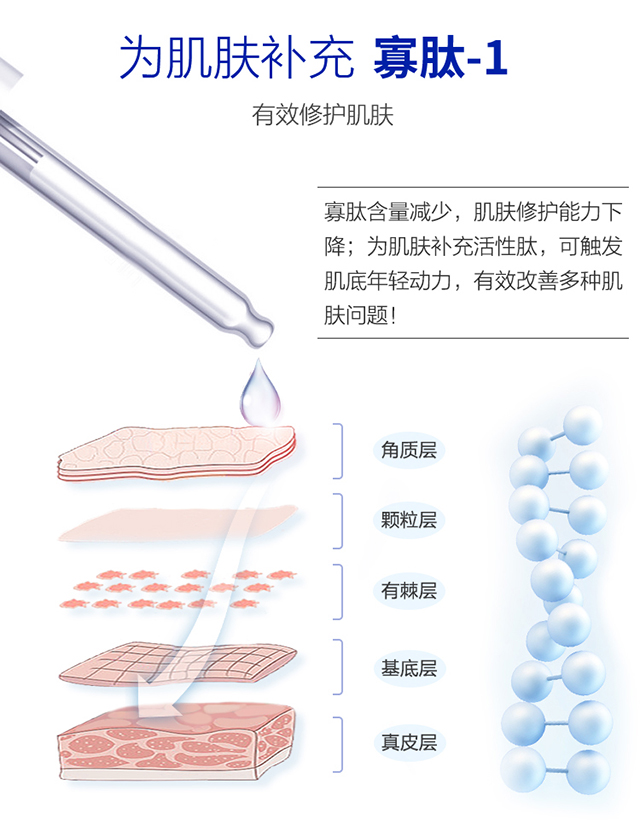 为肌肤补充 寡肽-1
有效修护肌肤
寡肽含量减少，肌肤修护能力下
降；为肌肤补充活性肽，可触发
肌底年轻动力，有效改善多种肌
肤问题！
角质层
颗粒层
有棘层
基底层
真皮层